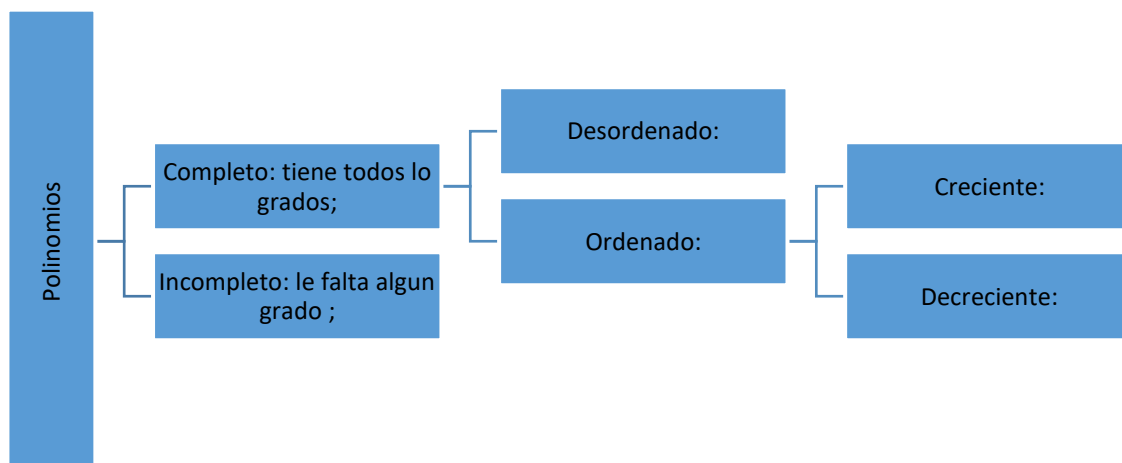 Polinomios
Completo: tiene todos lo
grados;
Incompleto: le falta algun
grado ;
Desordenado:
Ordenado:
Creciente:
Decreciente: